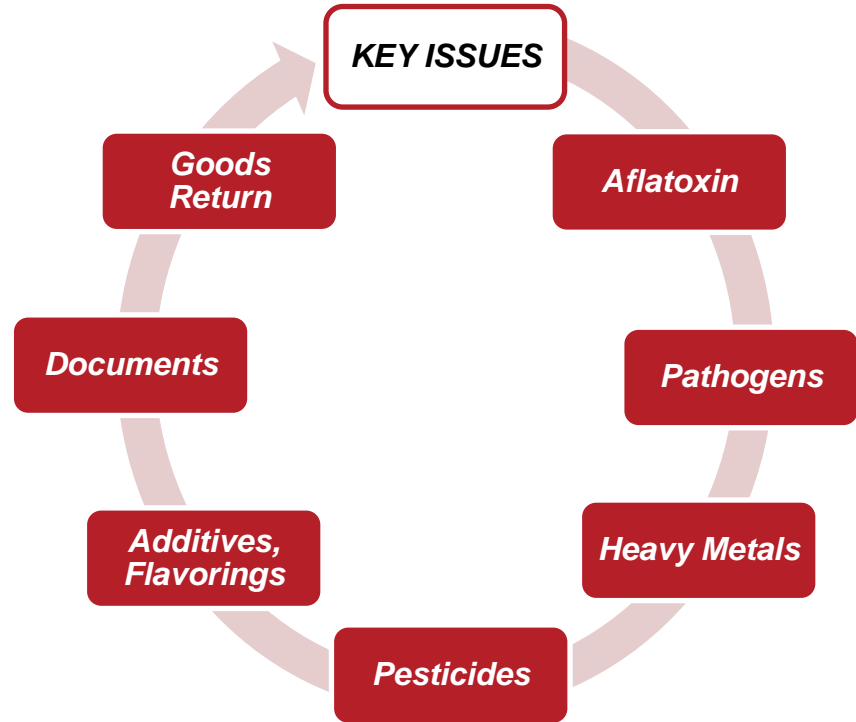 KEY ISSUES
Aflatoxin
Pathogens
Heavy Metals
Pesticides
Additives,
Flavorings
Documents
Goods
Return